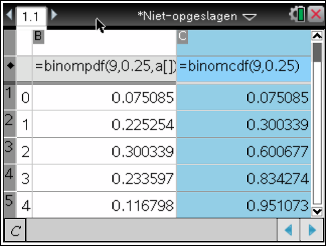 1.1 *Niet-opgeslagen
B C
◆ =binompdf(9,0.25,a[]) =binomcdf(9,0.25)
1 0 0.075085 0.075085
2 1 0.225254 0.300339
3 2 0.300339 0.600677
4 3 0.233597 0.834274
5 4 0.116798 0.951073
C